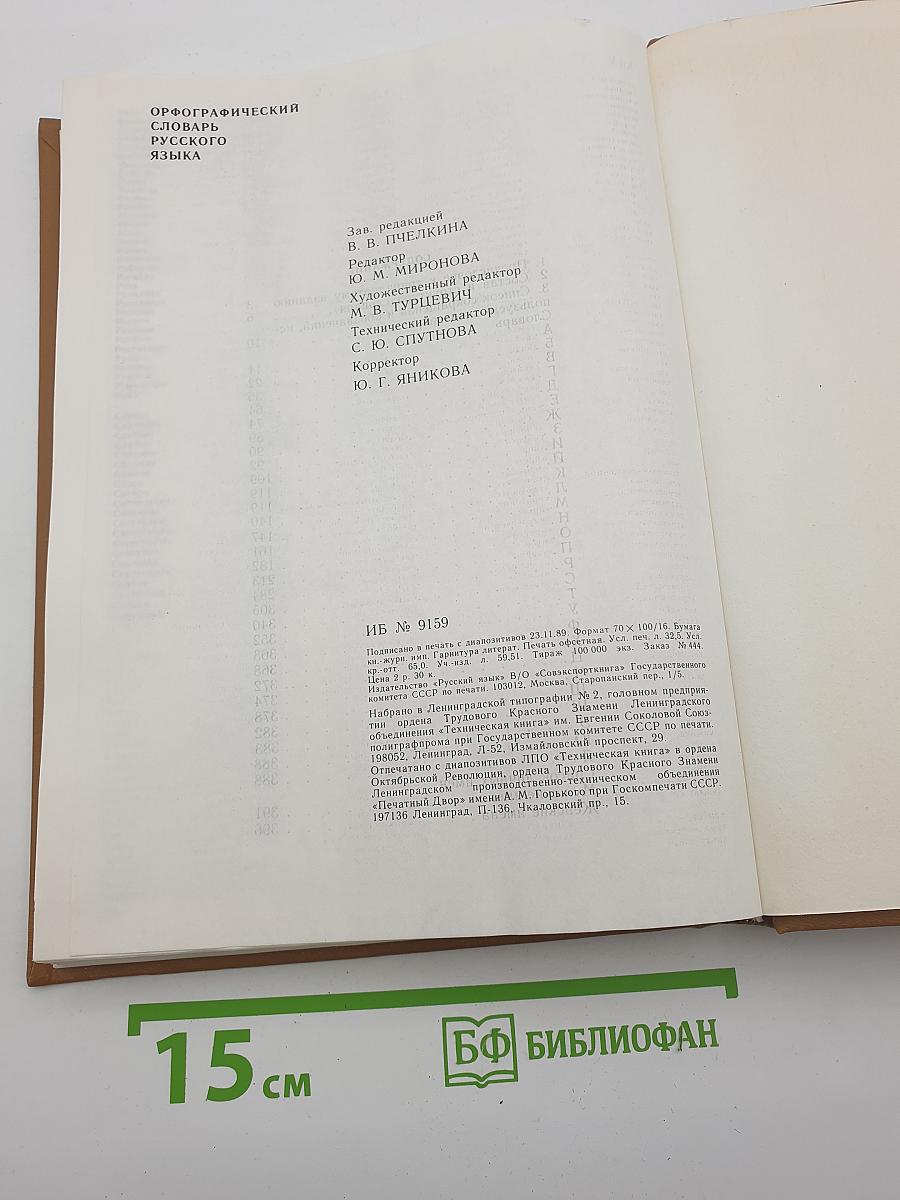 ОРФОГРАФИЧЕСКИЙ
СЛОВАРЬ
РУССКОГО
ЯЗЫКА
Зав. редакцией
В. В. ПЧЕЛКИНА
Редактор
Ю. М. МИРОНОВА
Художественный редактор
М. В. ТУРЦЕВИЧ
Технический редактор
С. Ю. СПУТНОВА
Корректор
Ю. Г. ЯНИКОВА
ИБ № 9159
Подписано в печать с диапозитивов 23.11.89. Формат 70 × 100/16. Бумага
кн.-журн. имп. Гарнитура литерат. Печать офсетная. Усл. печ. л. 32,5. Усл.
кр.-отт. 65,0. Уч.-изд. л. 59,51. Тираж 100 000 экз. Заказ № 444.
Цена 2 р. 30 к.
Издательство «Русский язык» В/О «Совэкспорткнига» Государственного
комитета СССР по печати. 103012, Москва, Старопанский пер., 1/5.
Набрано в Ленинградской типографии № 2, головном предприя-
тии ордена Трудового Красного Знамени Ленинградского
объединения «Техническая книга» им. Евгении Соколовой Союз-
полиграфпрома при Государственном комитете СССР по печати.
198052, Ленинград, Л-52, Измайловский проспект, 29.
Отпечатано с диапозитивов ЛПО «Техническая книга» в ордена
Октябрьской Революции, ордена Трудового Красного Знамени
Ленинградском производственно-техническом объединении
«Печатный Двор» имени А. М. Горького при Госкомпечати СССР.
197136 Ленинград, П-136, Чкаловский пр., 15.
15 см
БФ БИБЛИОФАН